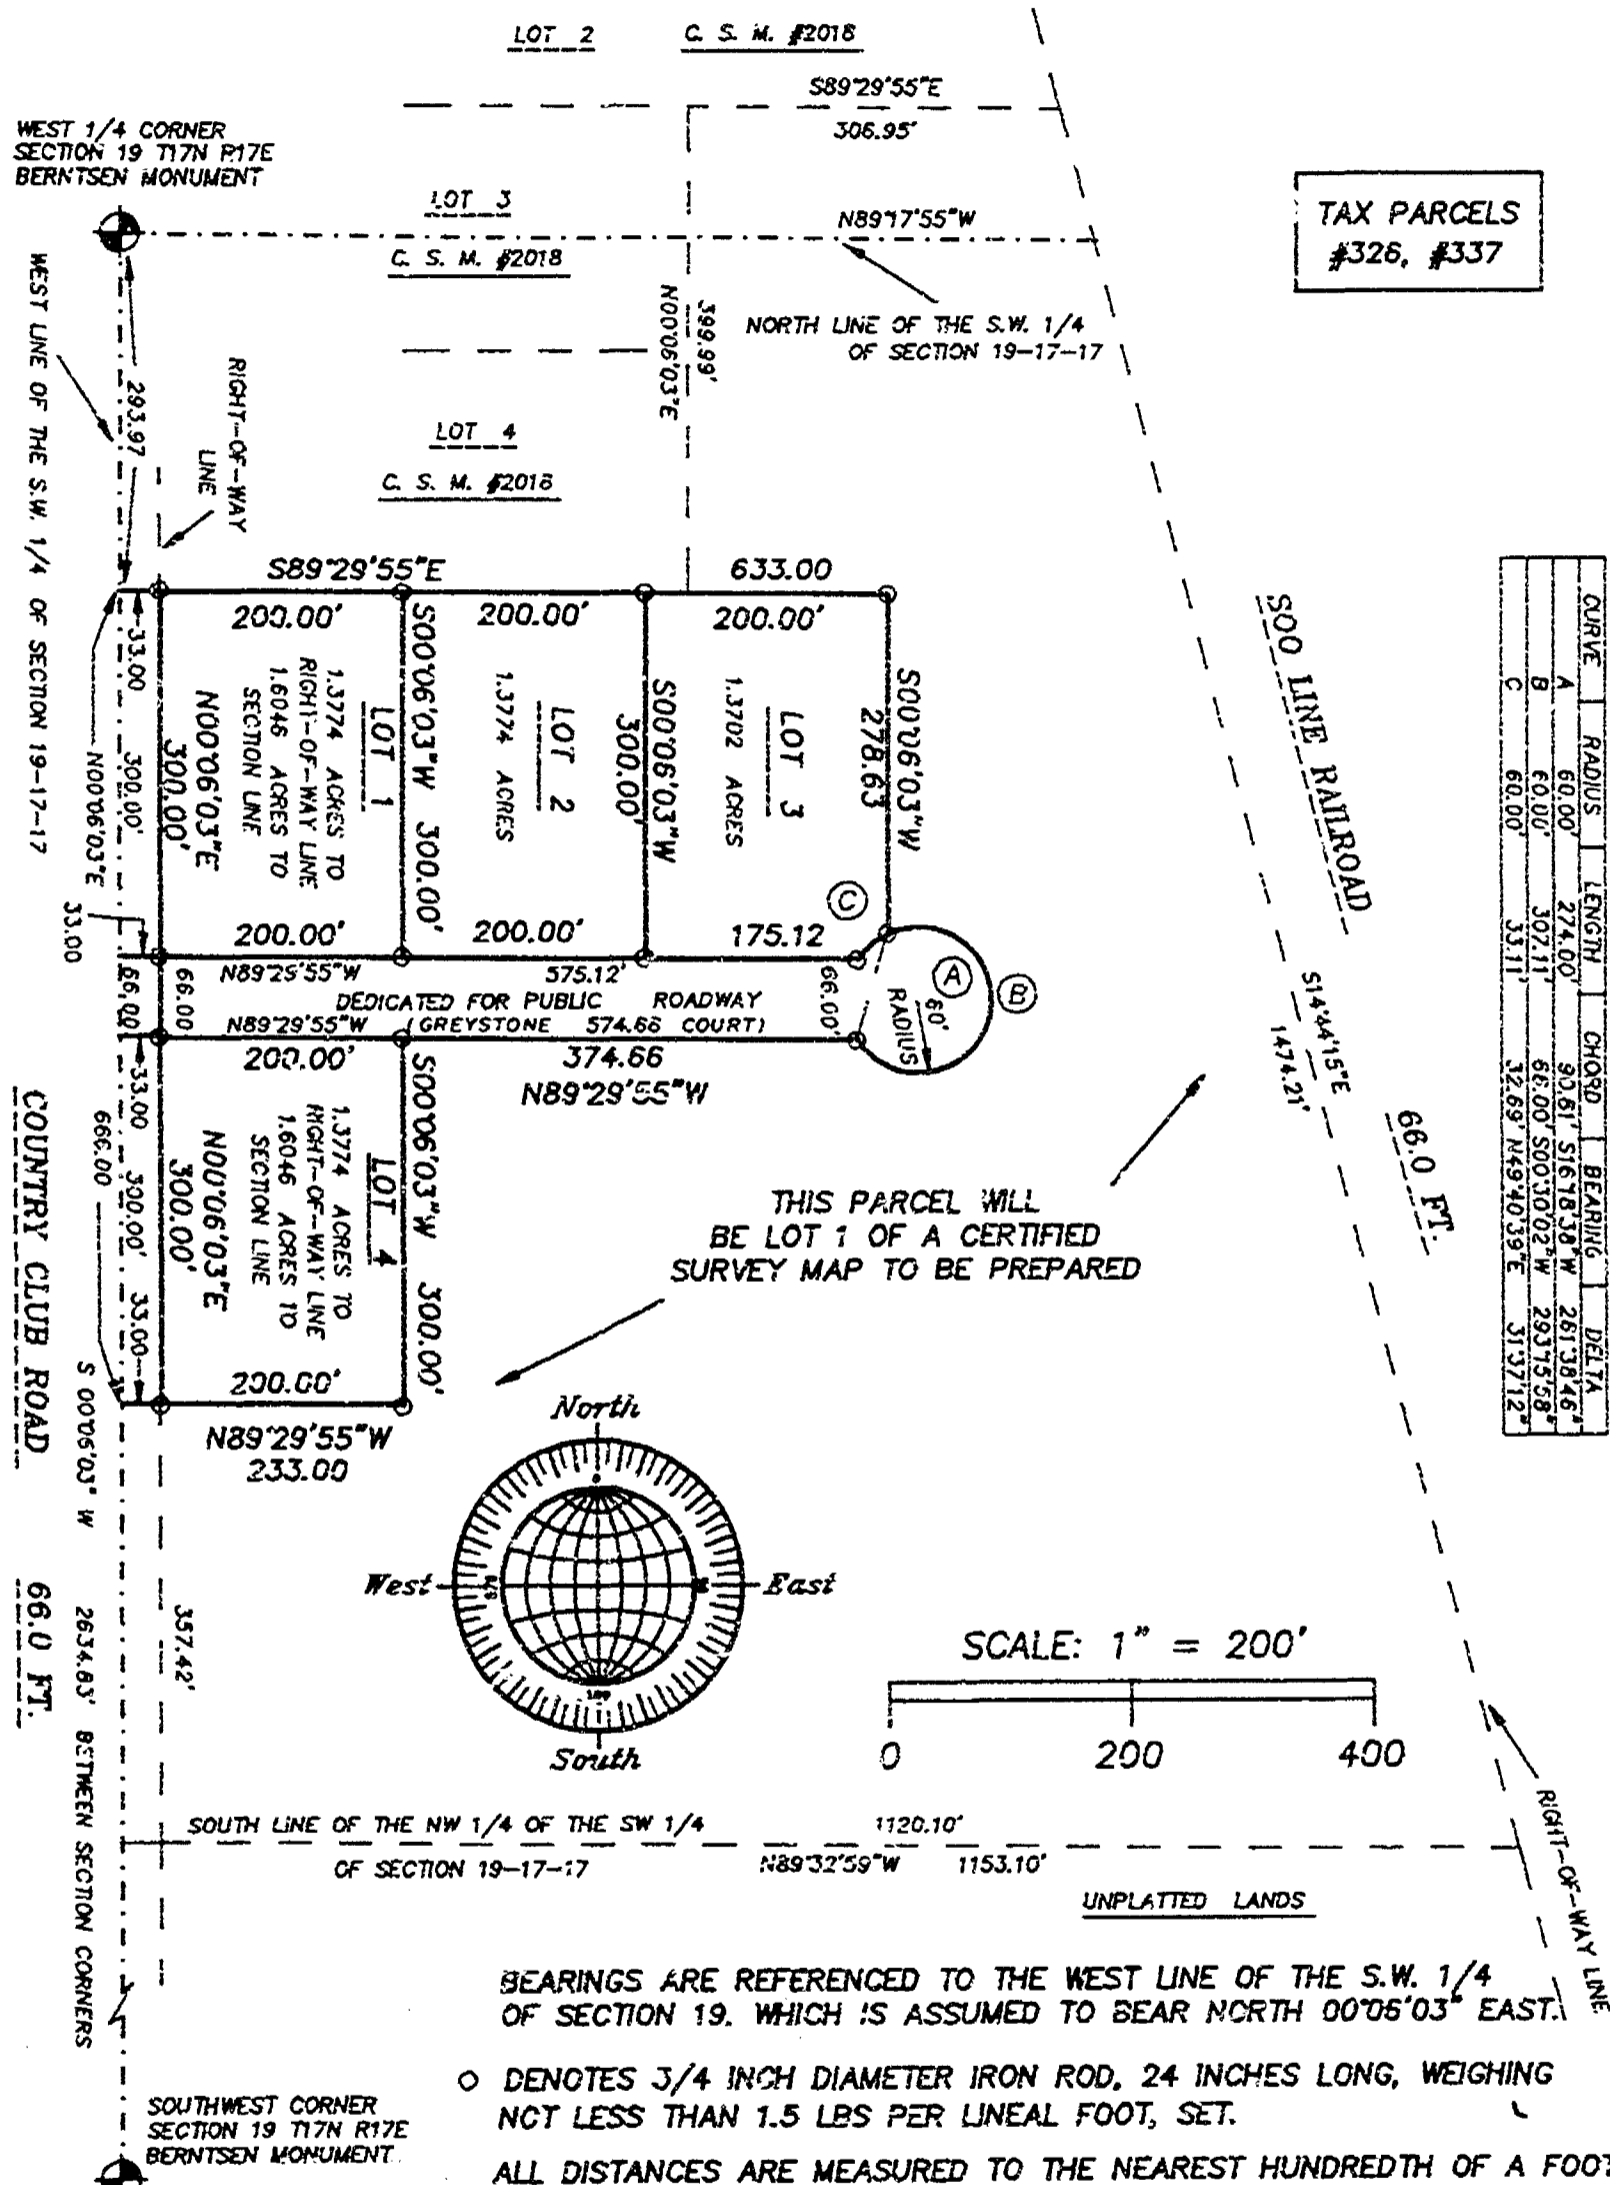 LOT 2 C. S. M. #2018
S89°29'55"E
306.95'
WEST 1/4 CORNER
SECTION 19 T17N R17E
BERNTSEN MONUMENT
LOT 3
C. S. M. #2018
N89°17'55"W
TAX PARCELS
#326, #337
NORTH LINE OF THE S.W. 1/4
OF SECTION 19-17-17
399.99'
N00°06'03"E
WEST LINE OF THE S.W. 1/4 OF SECTION 19-17-17
293.97
RIGHT-OF-WAY
LINE
LOT 4
C. S. M. #2018
S89°29'55"E 633.00
200.00' 200.00' 200.00'
33.00 300.00' 33.00
N00°06'03"E
N00°06'03"E
300.00'
LOT 1
1.3774 ACRES TO
RIGHT-OF-WAY LINE
1.6046 ACRES TO
SECTION LINE
S00°06'03"W 300.00'
LOT 2
1.3774 ACRES
S00°06'03"W
300.00'
LOT 3
1.3702 ACRES
S00°06'03"W
278.63
SOO LINE RAILROAD
S14°44'15"E
1474.21'
66.0 FT.
CURVE RADIUS LENGTH CHORD BEARING DELTA
A 60.00' 274.00' 90.61' S16°18'38"W 261°38'46"
B 60.00' 307.11' 66.00' S00°30'02"W 293°15'58"
C 60.00' 33.11' 32.69' N49°40'39"E 31°37'12"
200.00' 200.00' 175.12
N89°29'55"W 575.12'
66.00' 66.00 66.00'
DEDICATED FOR PUBLIC ROADWAY
N89°29'55"W (GREYSTONE 574.66 COURT)
C
A
B
60'
RADIUS
200.00' 374.66
N89°29'55"W
33.00 300.00' 33.00
666.00
N00°06'03"E
300.00'
LOT 4
1.3774 ACRES TO
RIGHT-OF-WAY LINE
1.6046 ACRES TO
SECTION LINE
S00°06'03"W 300.00'
200.00'
N89°29'55"W
233.00
THIS PARCEL WILL
BE LOT 1 OF A CERTIFIED
SURVEY MAP TO BE PREPARED
COUNTRY CLUB ROAD 66.0 FT.
S 00°06'03" W 2634.83' BETWEEN SECTION CORNERS
357.42'
North
West East
South
0
180
SCALE: 1" = 200'
0 200 400
RIGHT-OF-WAY LINE
SOUTH LINE OF THE NW 1/4 OF THE SW 1/4 1120.10'
OF SECTION 19-17-17 N89°32'59"W 1153.10'
UNPLATTED LANDS
BEARINGS ARE REFERENCED TO THE WEST LINE OF THE S.W. 1/4
OF SECTION 19. WHICH IS ASSUMED TO BEAR NORTH 00°06'03" EAST.
DENOTES 3/4 INCH DIAMETER IRON ROD, 24 INCHES LONG, WEIGHING
NOT LESS THAN 1.5 LBS PER LINEAL FOOT, SET.
SOUTHWEST CORNER
SECTION 19 T17N R17E
BERNTSEN MONUMENT
ALL DISTANCES ARE MEASURED TO THE NEAREST HUNDREDTH OF A FOOT